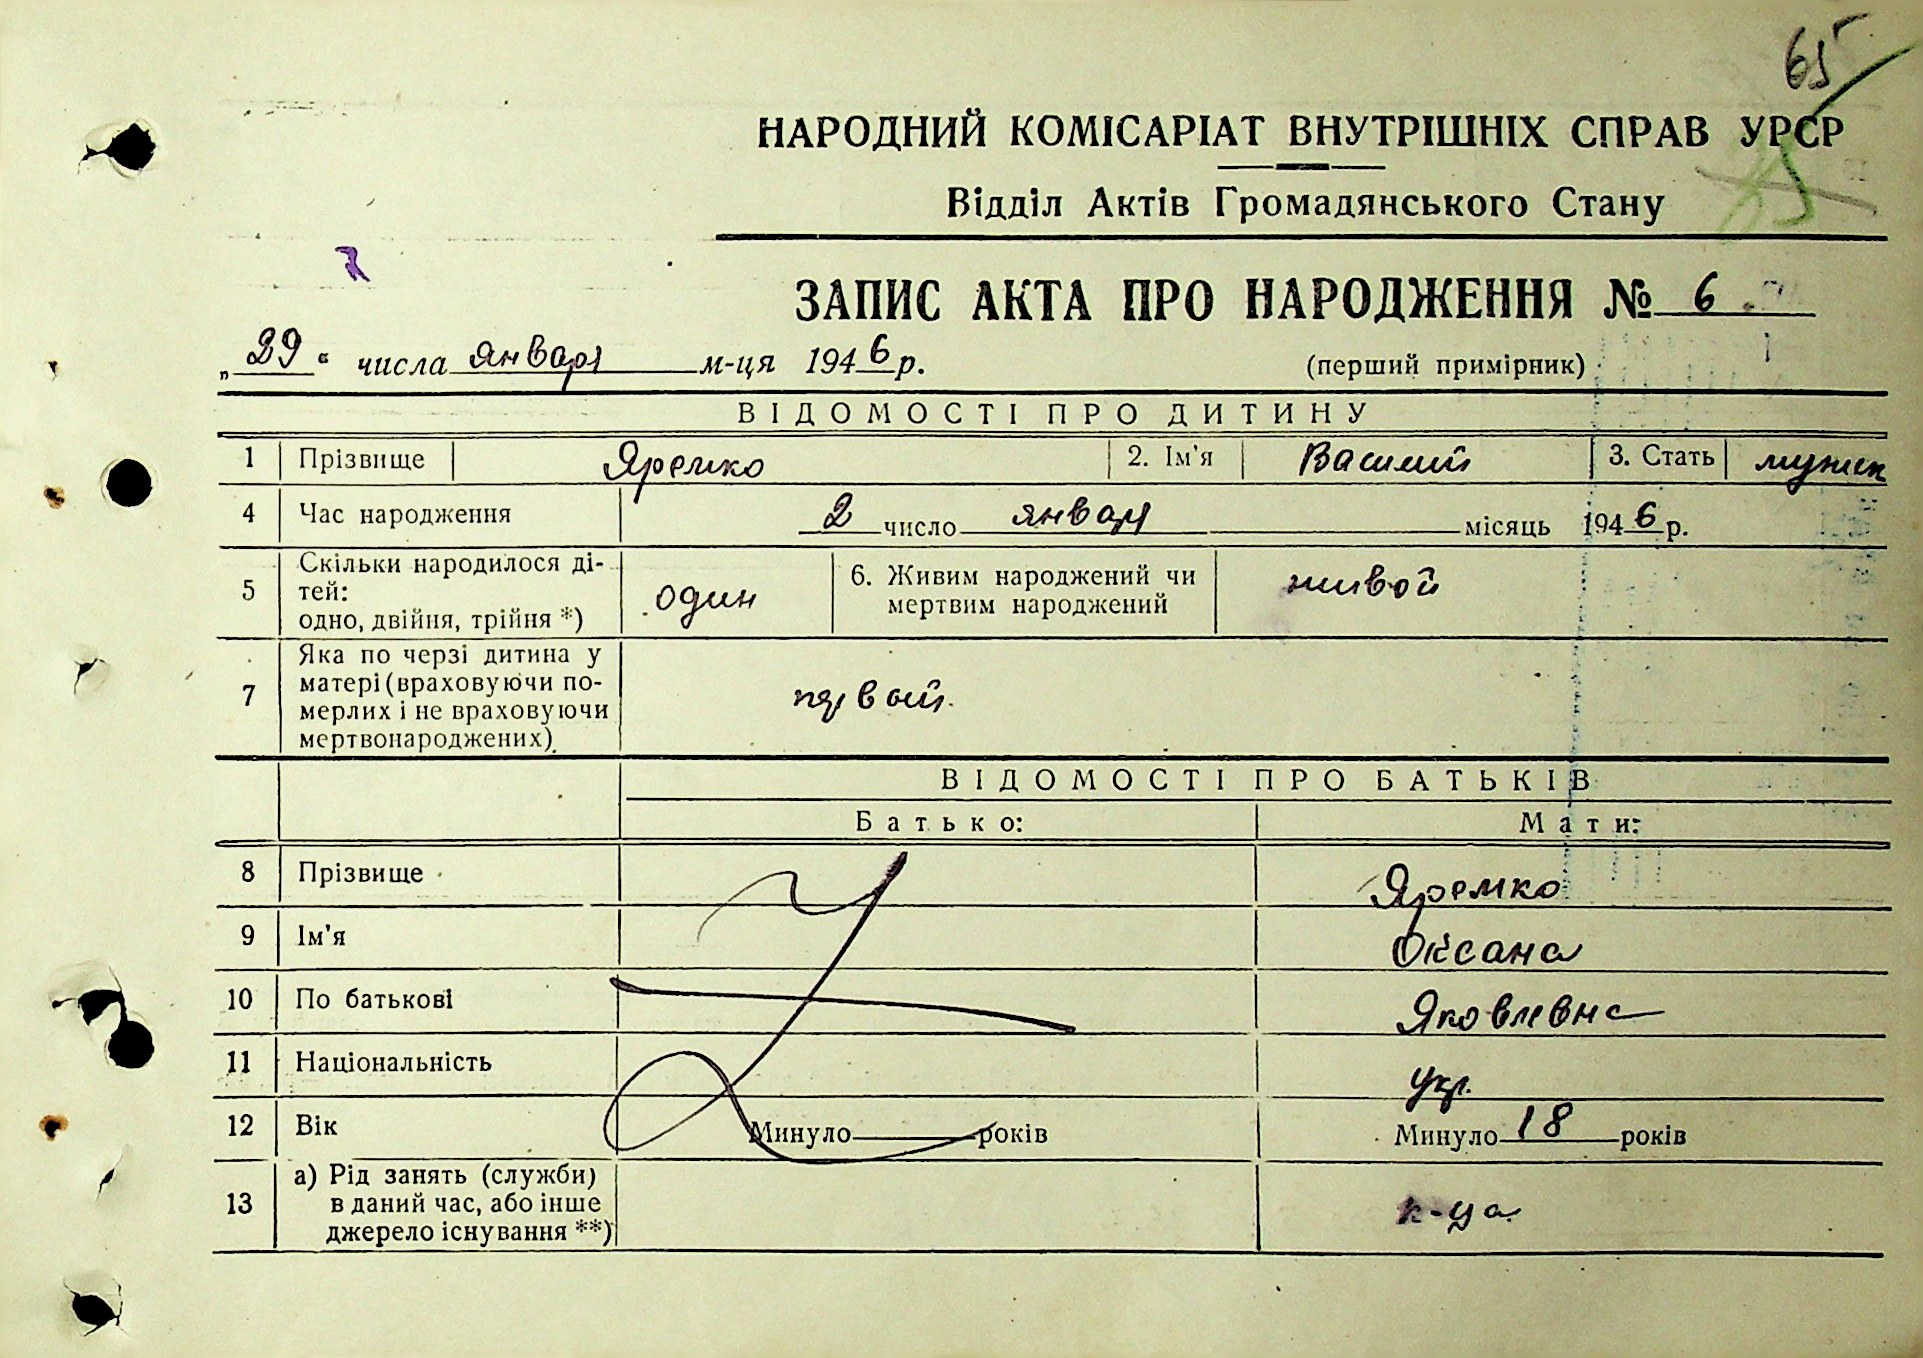 65
НАРОДНИЙ КОМІСАРІАТ ВНУТРІШНІХ СПРАВ УРСР
Відділ Актів Громадянського Стану
ЗАПИС АКТА ПРО НАРОДЖЕННЯ № 6.
„29“ числа января м-ця 1946 р. (перший примірник)
ВІДОМОСТІ ПРО ДИТИНУ
1 Прізвище Яремко 2. Ім'я Василий 3. Стать мужск
4 Час народження 2 число января місяць 1946 р.
5 Скільки народилося ді-
тей:
одно, двійня, трійня *) один 6. Живим народжений чи
мертвим народжений живой
7 Яка по черзі дитина у
матері (враховуючи по-
мерлих і не враховуючи
мертвонароджених) первый
ВІДОМОСТІ ПРО БАТЬКІВ
Батько: Мати:
8 Прізвище Яремко
9 Ім'я Оксана
10 По батькові Яковлевна
11 Національність укр.
12 Вік Минуло років Минуло 18 років
13 а) Рід занять (служби)
в даний час, або інше
джерело існування **) к-ца